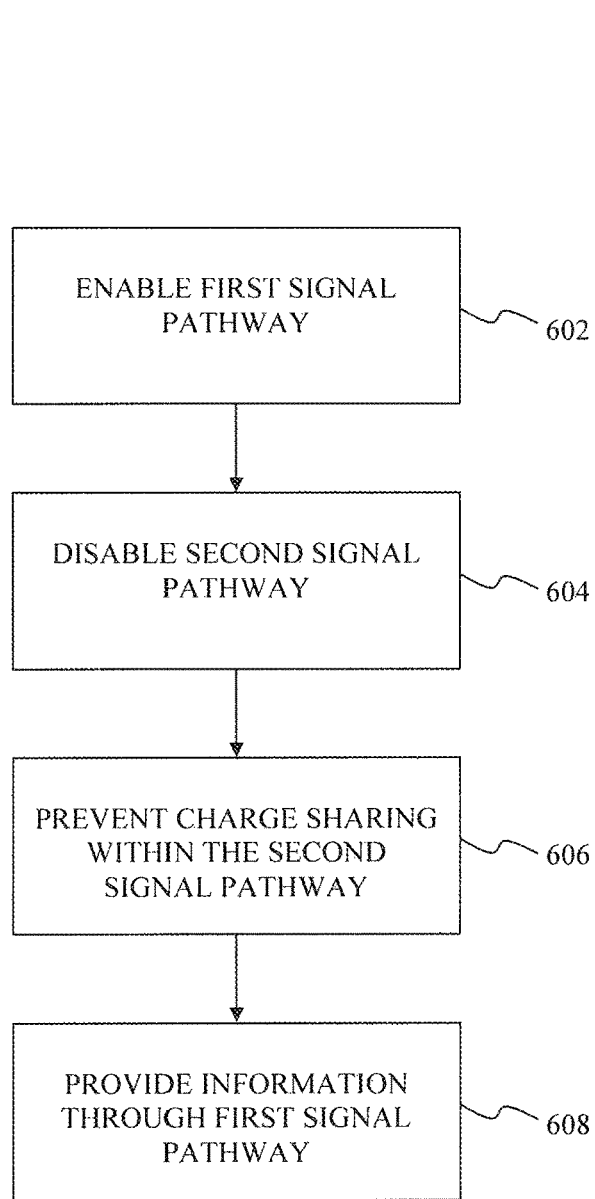 ENABLE FIRST SIGNAL
PATHWAY
602
DISABLE SECOND SIGNAL
PATHWAY
604
PREVENT CHARGE SHARING
WITHIN THE SECOND
SIGNAL PATHWAY
606
PROVIDE INFORMATION
THROUGH FIRST SIGNAL
PATHWAY
608